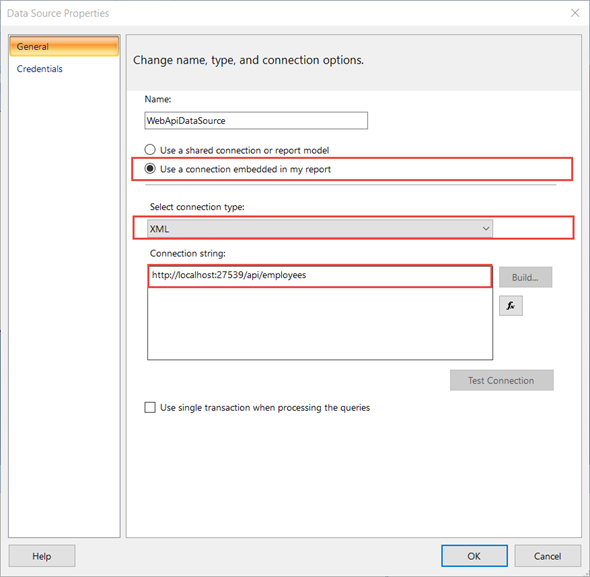 Data Source Properties
General
Credentials
Change name, type, and connection options.
Name:
WebApiDataSource
Use a shared connection or report model
Use a connection embedded in my report
Select connection type:
XML
Connection string:
http://localhost:27539/api/employees
Build...
fx
Test Connection
Use single transaction when processing the queries
Help
OK
Cancel